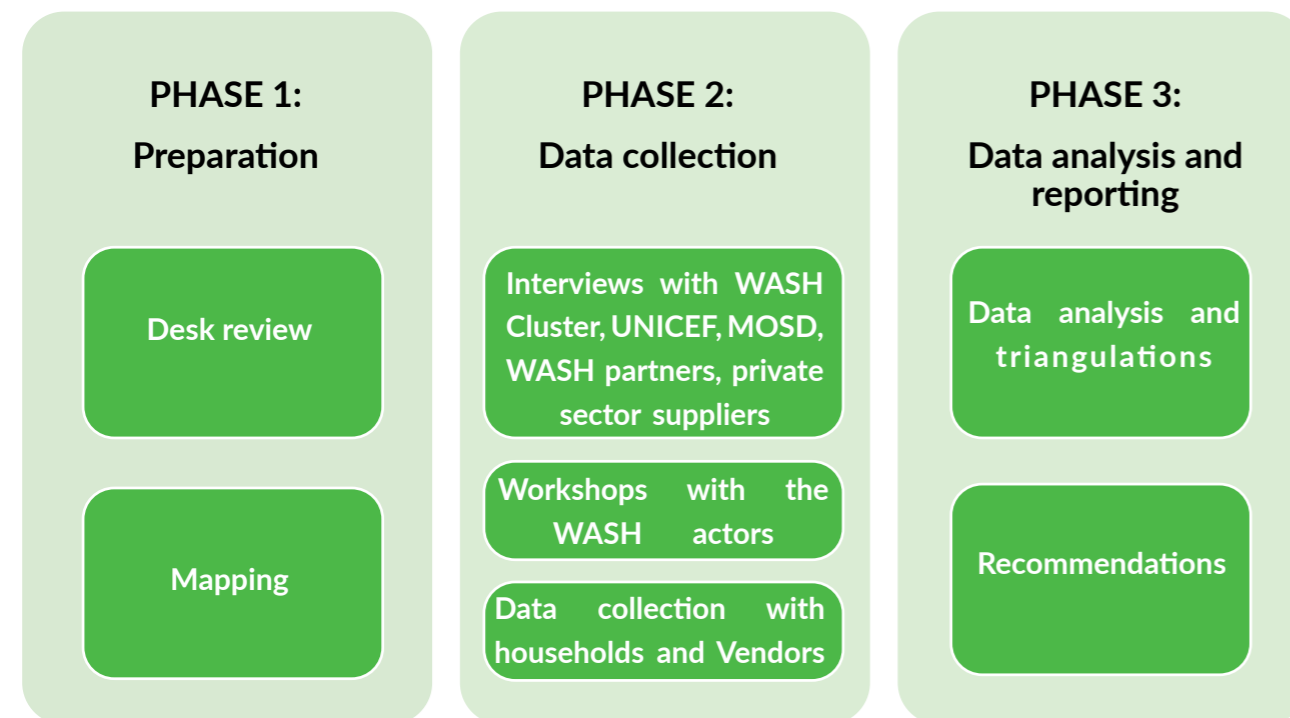 PHASE 1:
Preparation
Desk review
Mapping
PHASE 2:
Data collection
Interviews with WASH
Cluster, UNICEF, MOSD,
WASH partners, private
sector suppliers
Workshops with the
WASH actors
Data collection with
households and Vendors
PHASE 3:
Data analysis and
reporting
Data analysis and
triangulations
Recommendations